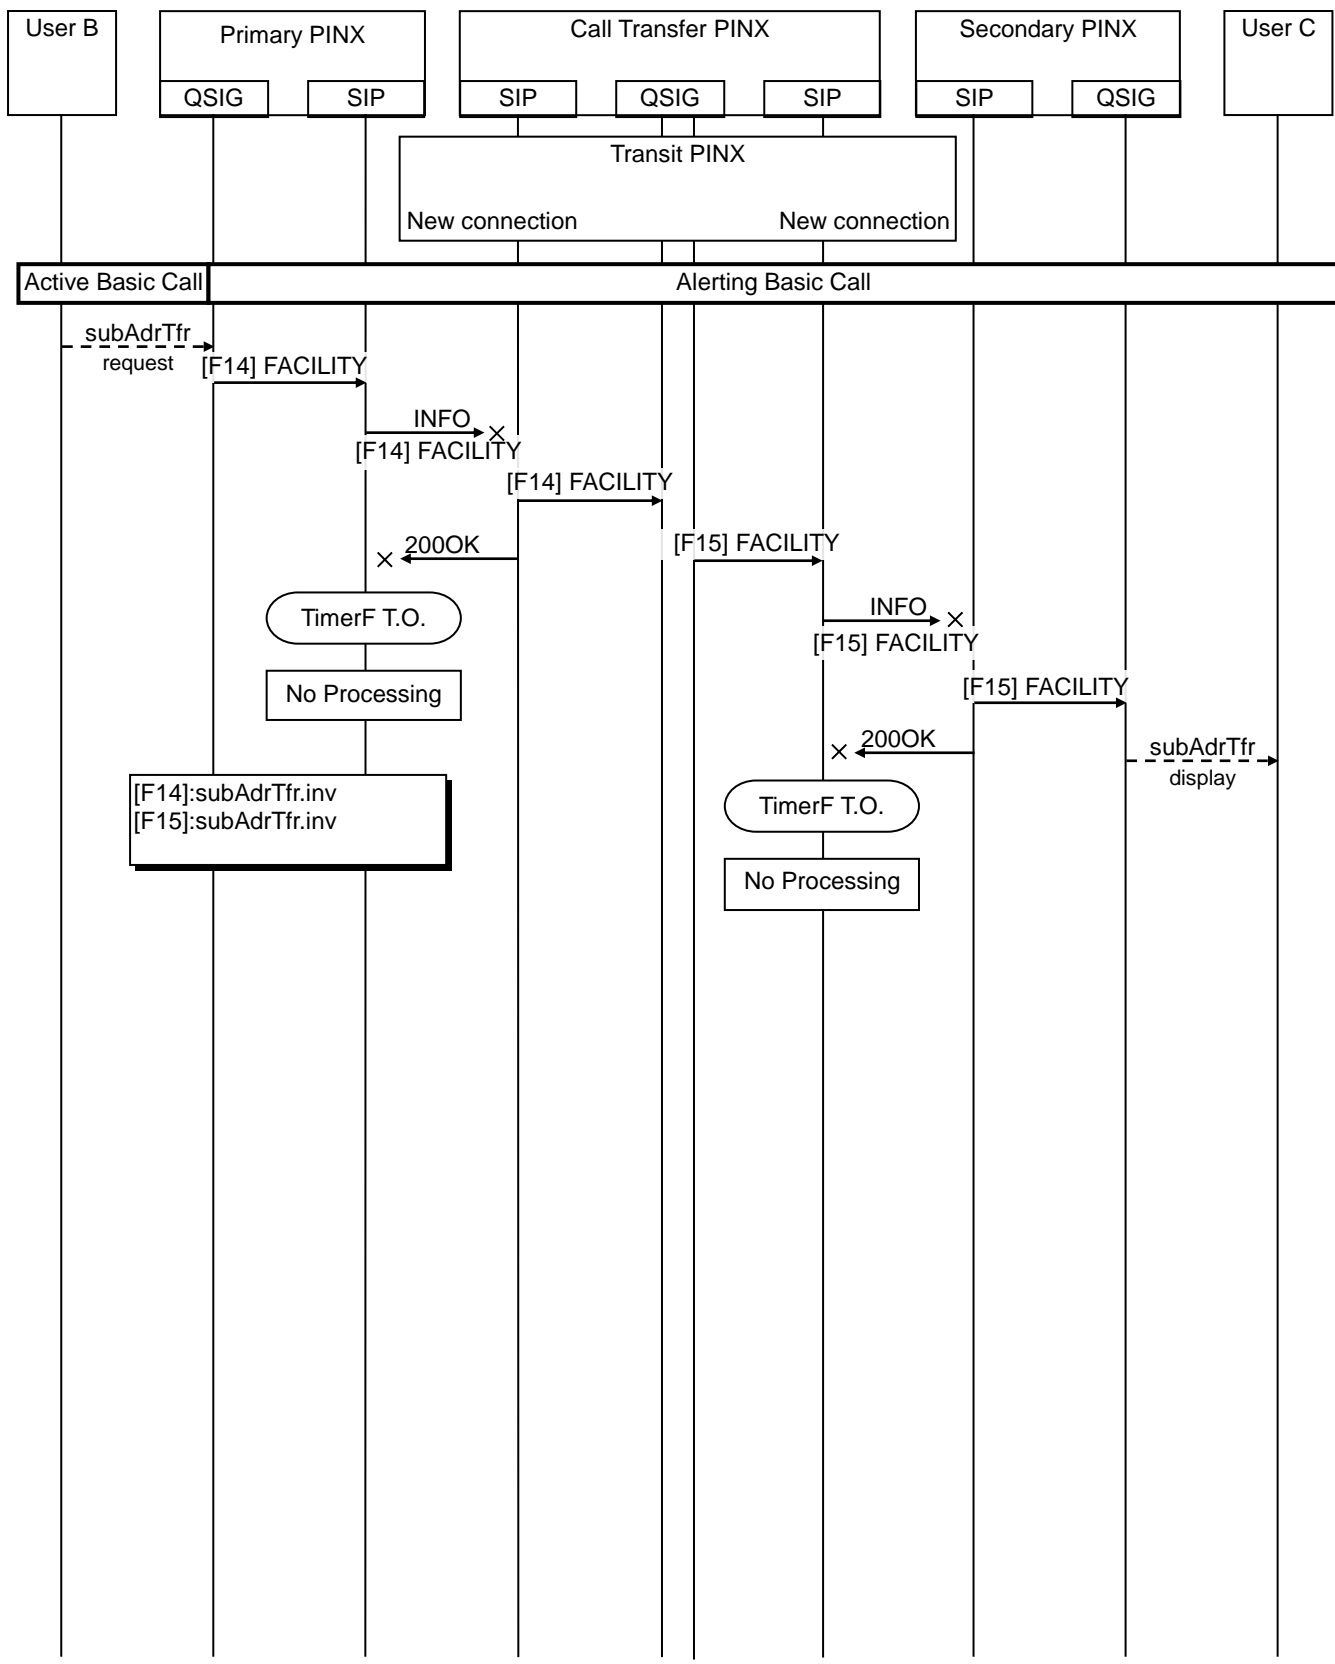 User B
Primary PINX
Call Transfer PINX
Secondary PINX
User C
QSIG
SIP
SIP
QSIG
SIP
SIP
QSIG
Transit PINX
New connection
New connection
Active Basic Call
Alerting Basic Call
subAdrTfr
request
[F14] FACILITY
INFO
[F14] FACILITY
[F14] FACILITY
200OK
[F15] FACILITY
TimerF T.O.
INFO
[F15] FACILITY
No Processing
[F15] FACILITY
200OK
subAdrTfr
display
[F14]:subAdrTfr.inv
[F15]:subAdrTfr.inv
TimerF T.O.
No Processing